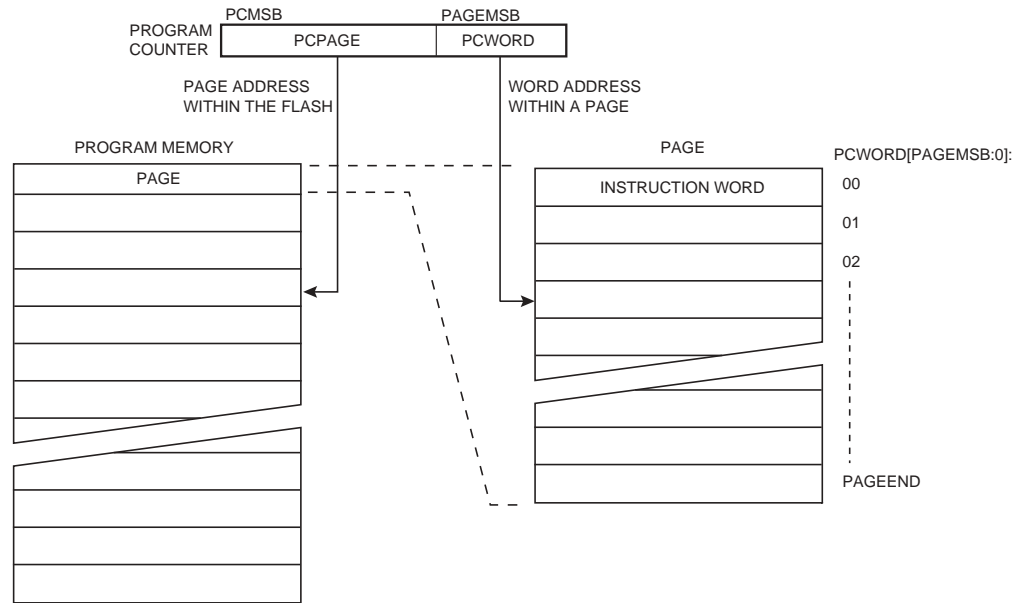 PCMSB
PAGEMSB
PROGRAM
COUNTER
PCPAGE
PCWORD
PAGE ADDRESS
WITHIN THE FLASH
WORD ADDRESS
WITHIN A PAGE
PROGRAM MEMORY
PAGE
PAGE
INSTRUCTION WORD
PCWORD[PAGEMSB:0]:
00
01
02
PAGEEND